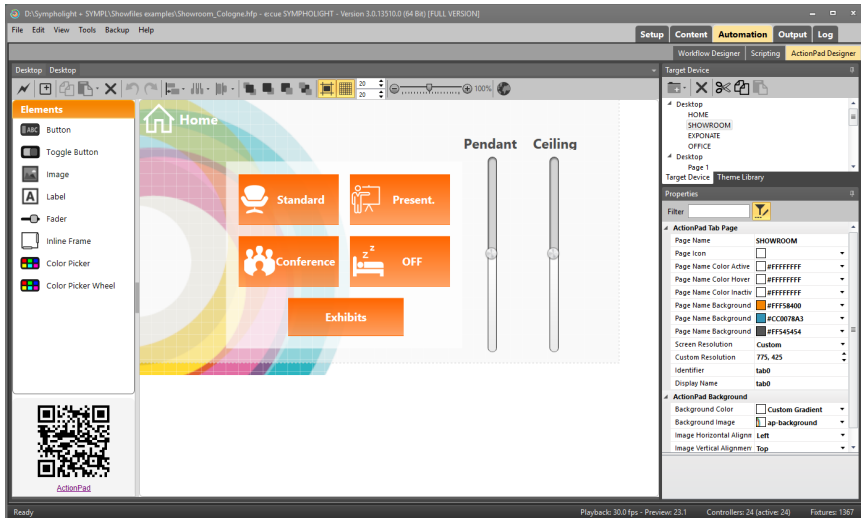 D:\Sympholight + SYMPL\Showfiles examples\Showroom_Cologne.hfp - e:cue SYMPHOLIGHT - Version 3.0.13510.0 (64 Bit) [FULL VERSION]
File Edit View Tools Backup Help
Setup Content Automation Output Log
Workflow Designer Scripting ActionPad Designer
Desktop Desktop
Target Device
20
20
100%
Elements
Button
Toggle Button
Image
Label
Fader
Inline Frame
Color Picker
Color Picker Wheel
ActionPad
Home
Pendant Ceiling
Standard
Present.
Conference
OFF
Exhibits
Desktop
HOME
SHOWROOM
EXPONATE
OFFICE
Desktop
Page 1
Target Device Theme Library
Properties
Filter
ActionPad Tab Page
Page Name SHOWROOM
Page Icon
Page Name Color Active #FFFFFFFF
Page Name Color Hover #FFFFFFFF
Page Name Color Inactiv #FFFFFFFF
Page Name Background #FFF58400
Page Name Background #CC0078A3
Page Name Background #FF545454
Screen Resolution Custom
Custom Resolution 775, 425
Identifier tab0
Display Name tab0
ActionPad Background
Background Color Custom Gradient
Background Image ap-background
Image Horizontal Alignn Left
Image Vertical Alignmen Top
Ready
Playback: 30.0 fps - Preview: 23.1 Controllers: 24 (active: 24) Fixtures: 1367